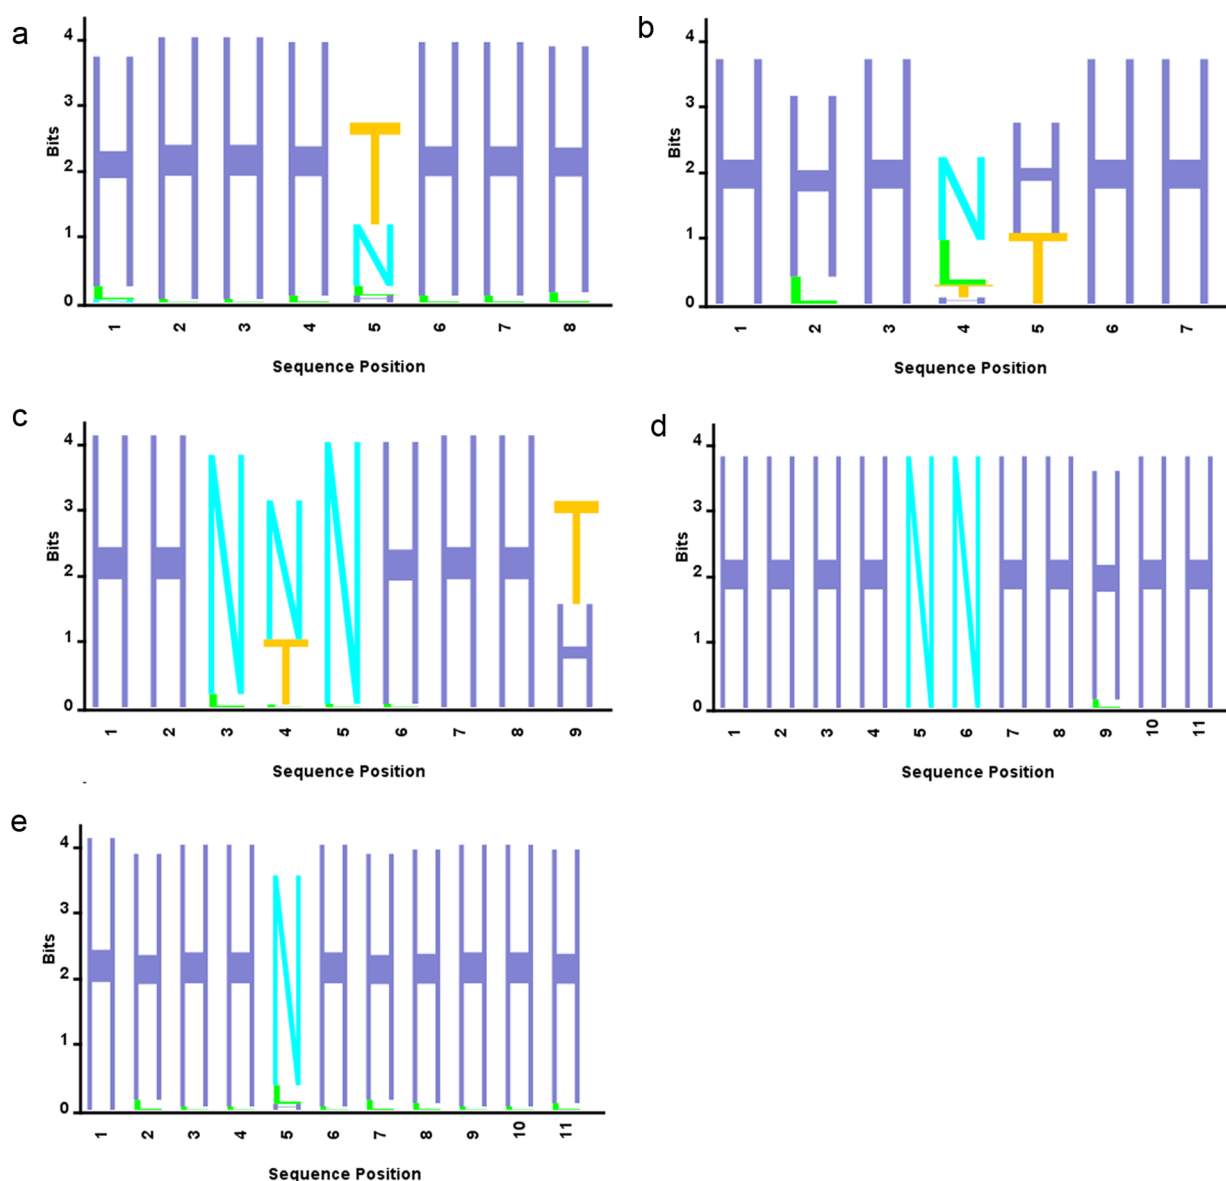 a
Bits
4
3
2
1
0
H H H H T H H H
L L L L N L L L
L
H
1 2 3 4 5 6 7 8
Sequence Position
b
Bits
4
3
2
1
0
H H H N H H H
L L T
T
H
1 2 3 4 5 6 7
Sequence Position
c
Bits
4
3
2
1
0
H H N N N H H H T
L T L L H
L
1 2 3 4 5 6 7 8 9
Sequence Position
-
d
Bits
4
3
2
1
0
H H H H N N H H H H H
L
1 2 3 4 5 6 7 8 9 10 11
Sequence Position
e
Bits
4
3
2
1
0
H H H H N H H H H H H
L L L L L L L L L L
H
1 2 3 4 5 6 7 8 9 10 11
Sequence Position